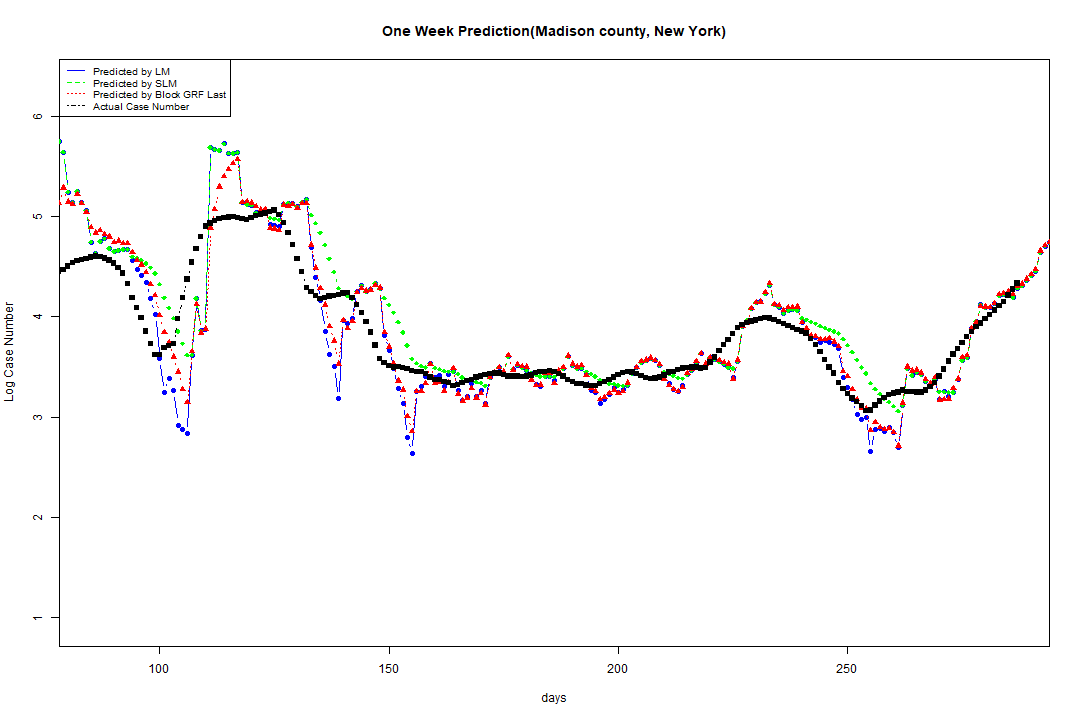 One Week Prediction(Madison county, New York)
Predicted by LM
Predicted by SLM
Predicted by Block GRF Last
Actual Case Number
6
5
4
3
2
1
Log Case Number
100 150 200 250
days